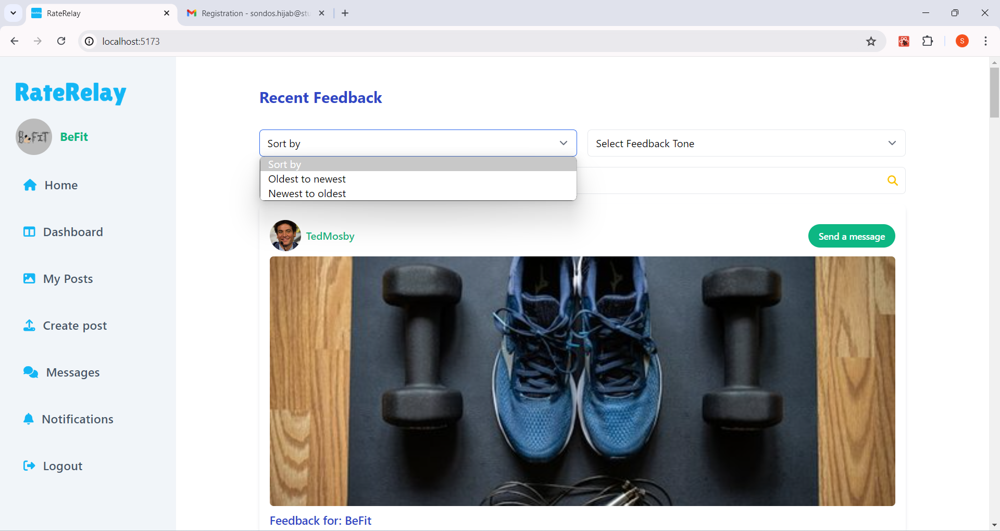 RateRelay
Registration - sondos.hijab@stu
localhost:5173
S
RateRelay
BeFit
BeFit
Home
Dashboard
My Posts
Create post
Messages
Notifications
Logout
Recent Feedback
Sort by
Select Feedback Tone
Sort by
Oldest to newest
Newest to oldest
TedMosby
Send a message
Feedback for: BeFit